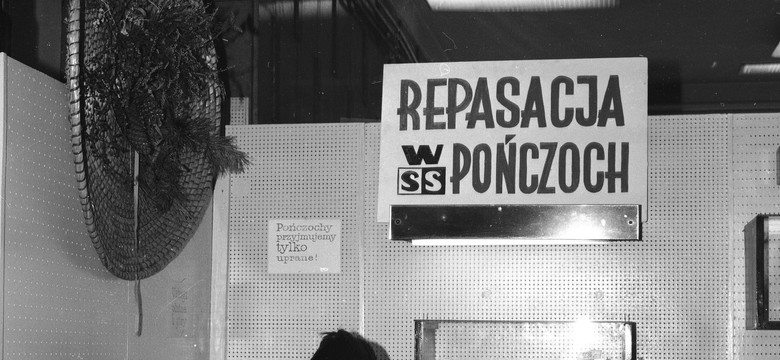 REPASACJA
WSS POŃCZOCH
Pończochy
przyjmujemy
tylko
uprane!